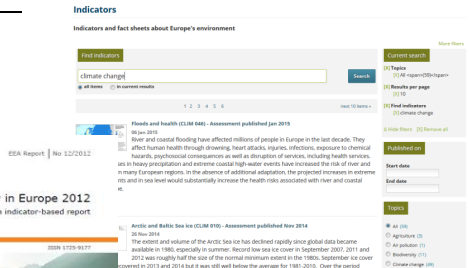 Indicators
Indicators and fact sheets about Europe's environment
More filters
Find indicators
climate change
Search
all items In current results
1 2 3 4 5 6 next 10 items »
Floods and health (CLIM 046) - Assessment published Jan 2015
06 Jan 2015
River and coastal flooding have affected millions of people in Europe in the last decade. They
affect human health through drowning, heart attacks, injuries, infections, exposure to chemical
hazards, psychosocial consequences as well as disruption of services, including health services.
ses in heavy precipitation and extreme coastal high-water events have increased the risk of river and
n many European regions. In the absence of additional adaptation, the projected increases in extreme
nts and in sea level would substantially increase the health risks associated with river and coastal
Arctic and Baltic Sea ice (CLIM 010) - Assessment published Nov 2014
20 Nov 2014
The extent and volume of the Arctic Sea ice has declined rapidly since global data became
available in 1980, especially in summer. Record low sea ice cover in September 2007, 2011 and
2012 was roughly half the size of the normal minimum extent in the 1980s. September ice cover
covered in 2013 and 2014 but it was still well below the average for 1981-2010. Over the period
EEA Report No 12/2012
in Europe 2012
indicator-based report
ISSN 1725-9177
Current search
[X] Topics
[X] All <span>[59]</span>
[X] Results per page
[X] 10
[X] Find indicators
[X] climate change
Hide filters [X] Remove all
Published on
Start date
End date
Topics
All (59)
Agriculture (3)
Air pollution (1)
Biodiversity (11)
Climate change (49)